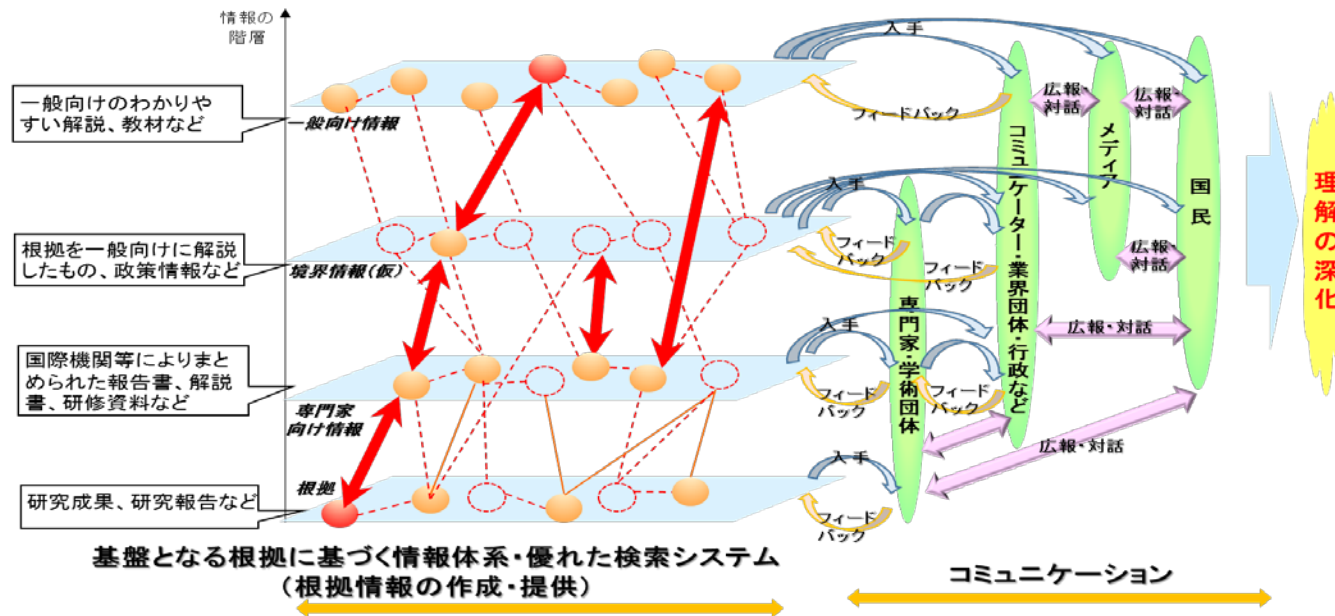 情報の
階層
一般向けのわかりや
すい解説、教材など
一般向け情報
根拠を一般向けに解説
したもの、政策情報など
境界情報(仮)
国際機関等によりまと
められた報告書、解説
書、研修資料など
専門家
向け情報
研究成果、研究報告など
根拠
基盤となる根拠に基づく情報体系・優れた検索システム
(根拠情報の作成・提供)
入手
フィードバック
入手
フィード
バック
フィード
バック
入手
フィード
バック
フィード
バック
入手
フィード
バック
専門家・学術団体
コミュニケーター・業界団体・行政など
メディア
国民
広報・
対話
広報・
対話
広報・
対話
広報・対話
広報・対話
コミュニケーション
理解の深化